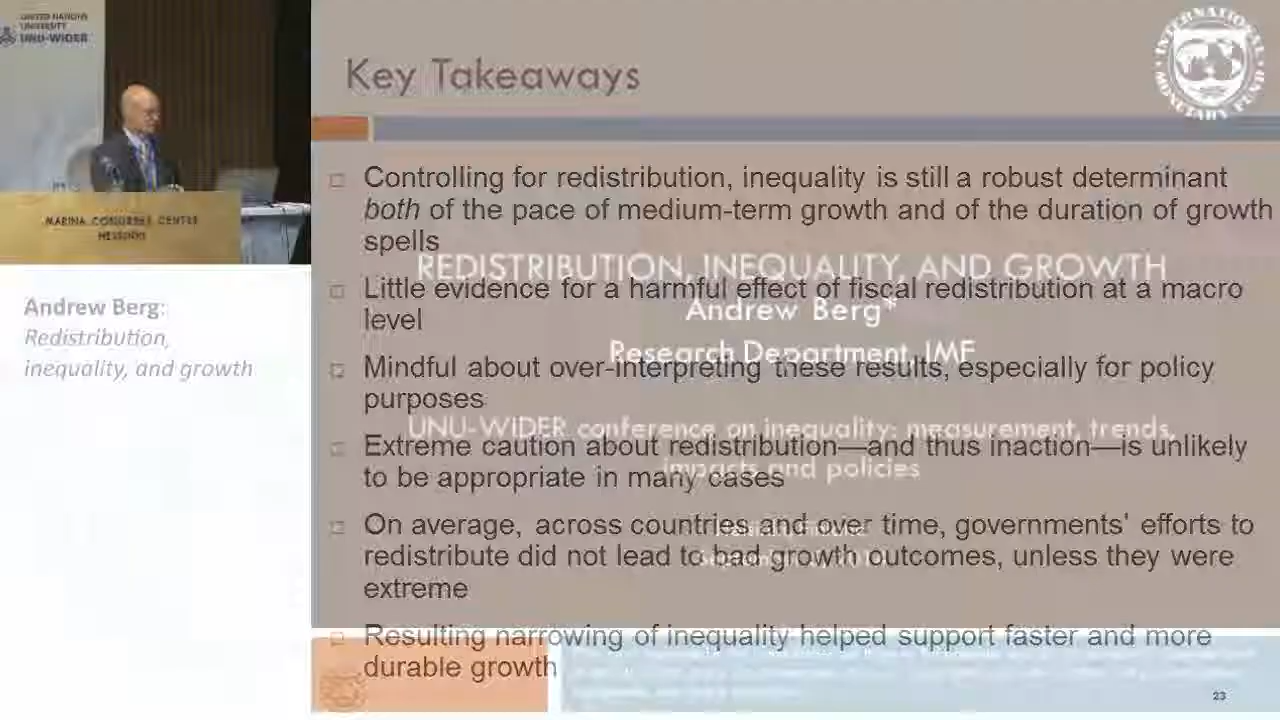 UNITED NATIONS
UNIVERSITY
UNU-WIDER
MARINA CONGRESS CENTER
HELSINKI
Andrew Berg:
Redistribution,
inequality, and growth
Key Takeaways
INTERNATIONAL MONETARY FUND
Controlling for redistribution, inequality is still a robust determinant
both of the pace of medium-term growth and of the duration of growth
spells
Little evidence for a harmful effect of fiscal redistribution at a macro
level
Mindful about over-interpreting these results, especially for policy
purposes
Extreme caution about redistribution—and thus inaction—is unlikely
to be appropriate in many cases
On average, across countries and over time, governments' efforts to
redistribute did not lead to bad growth outcomes, unless they were
extreme
Resulting narrowing of inequality helped support faster and more
durable growth
REDISTRIBUTION, INEQUALITY, AND GROWTH
Andrew Berg*
Research Department, IMF
UNU-WIDER conference on inequality: measurement, trends,
impacts and policies
23